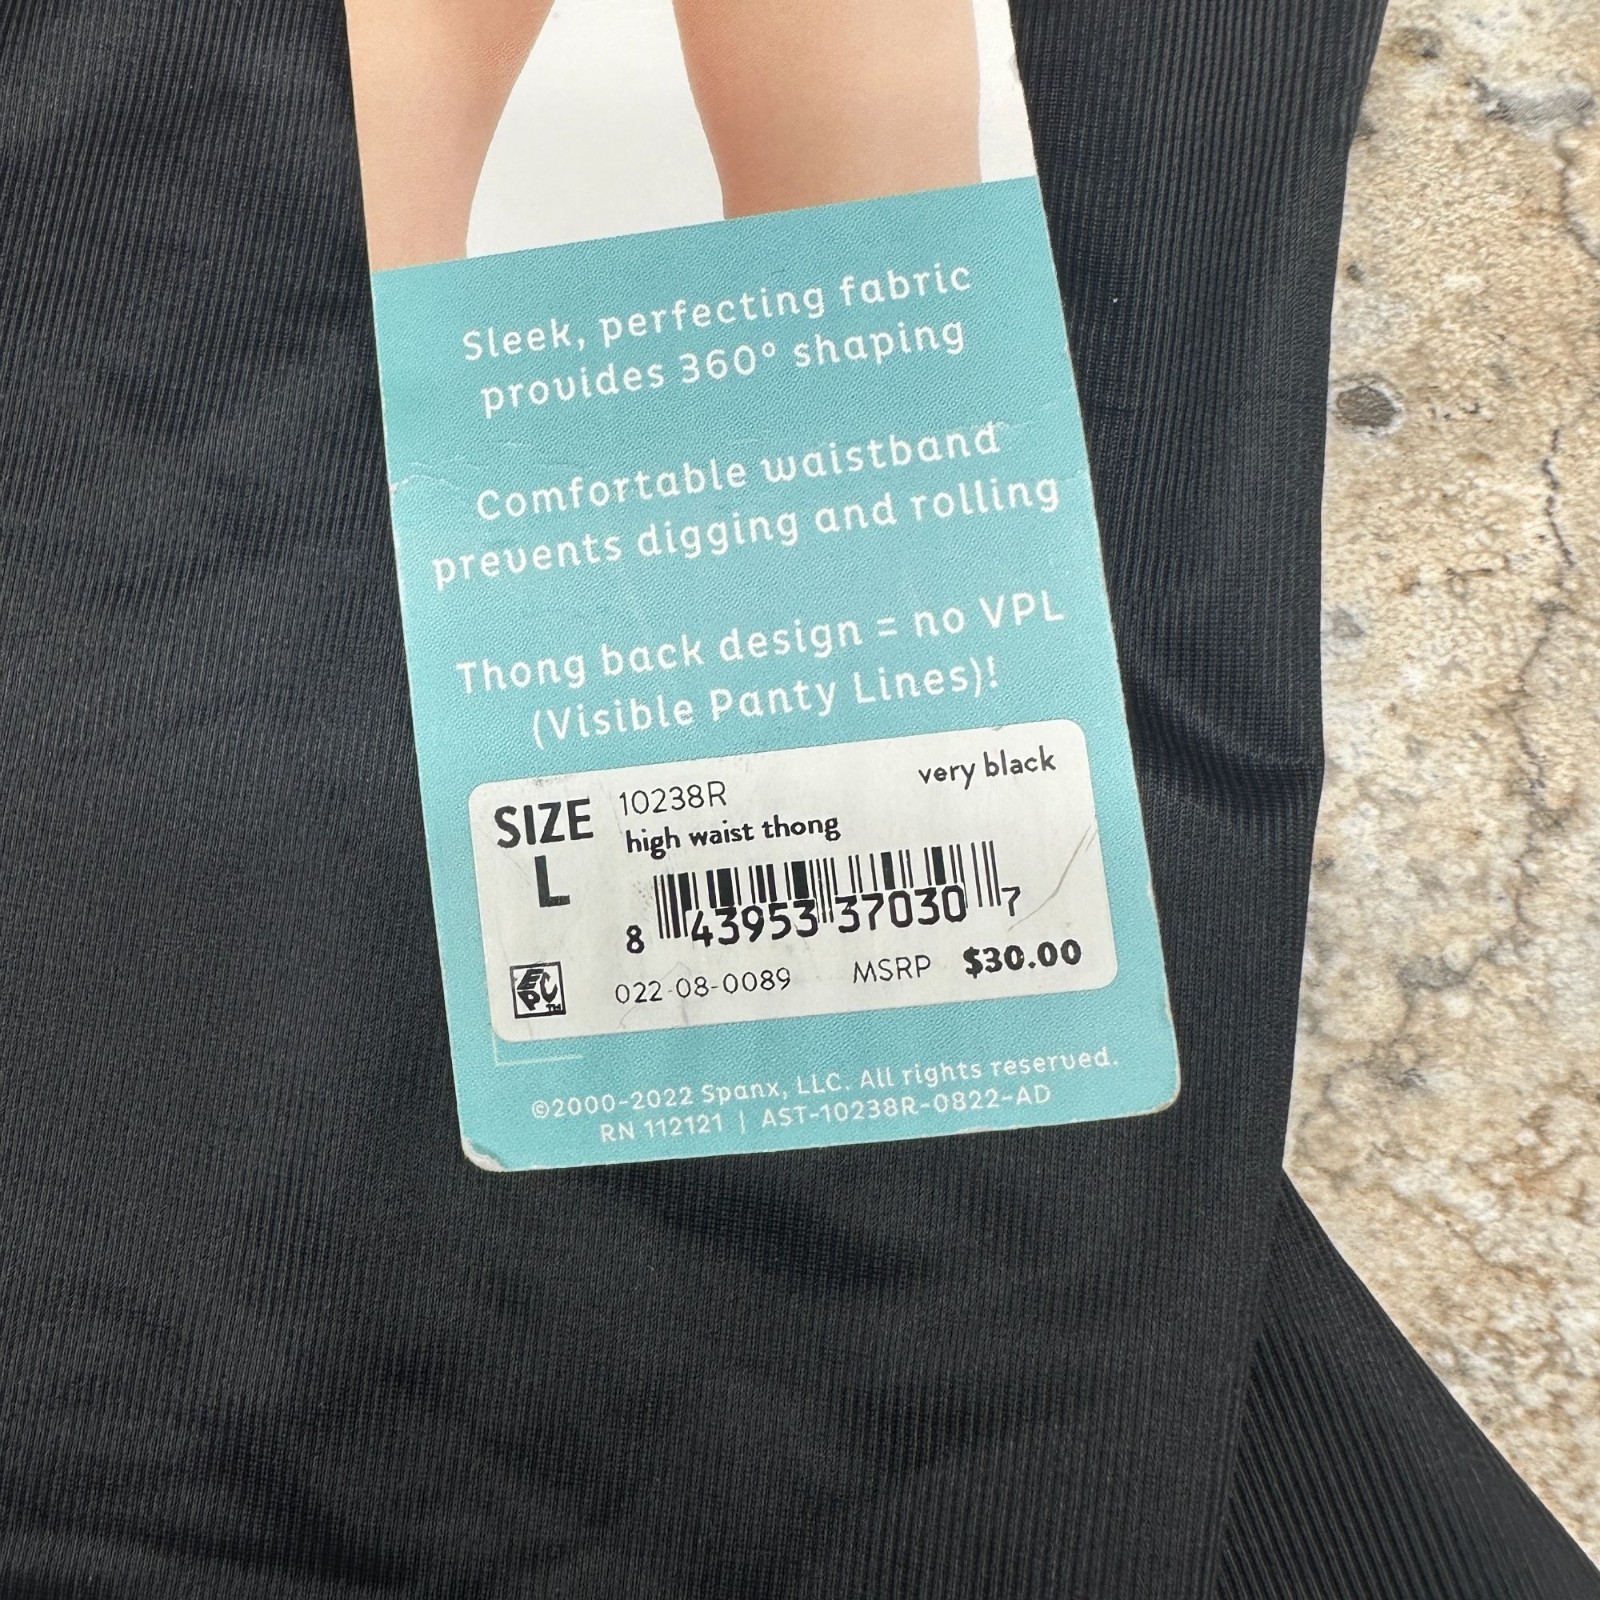 Sleek, perfecting fabric
provides 360° shaping
Comfortable waistband
prevents digging and rolling
Thong back design = no VPL
(Visible Panty Lines)!
SIZE
L
10238R
very black
high waist thong
8 43953 37030 7
EPC™
022-08-0089 MSRP $30.00
©2000-2022 Spanx, LLC. All rights reserved.
RN 112121 | AST-10238R-0822-AD